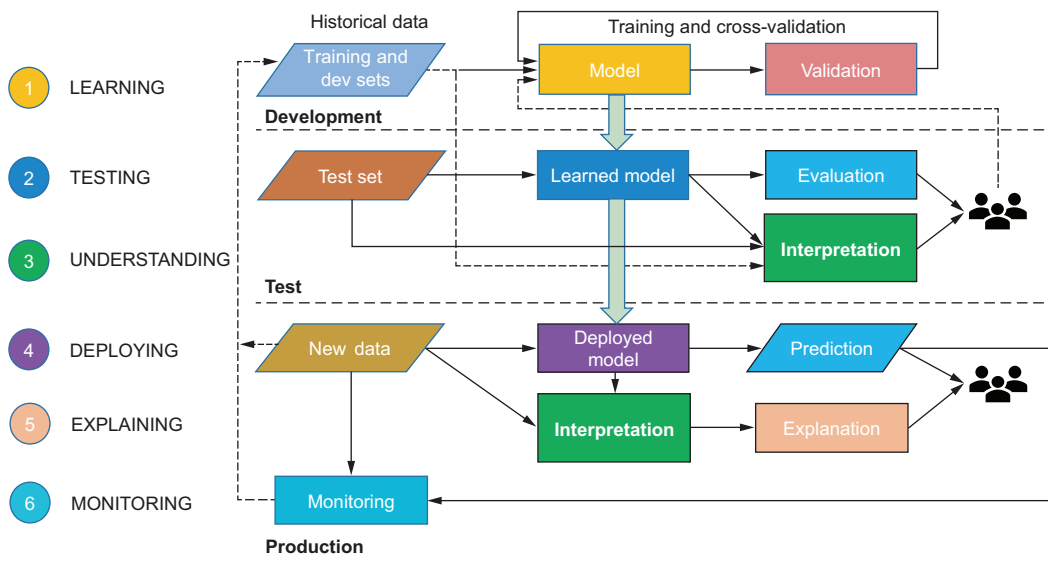 Historical data
Training and cross-validation
Training and
dev sets
Model
Validation
1
LEARNING
Development
2
TESTING
Test set
Learned model
Evaluation
3
UNDERSTANDING
Interpretation
Test
4
DEPLOYING
New data
Deployed
model
Prediction
5
EXPLAINING
Interpretation
Explanation
6
MONITORING
Monitoring
Production